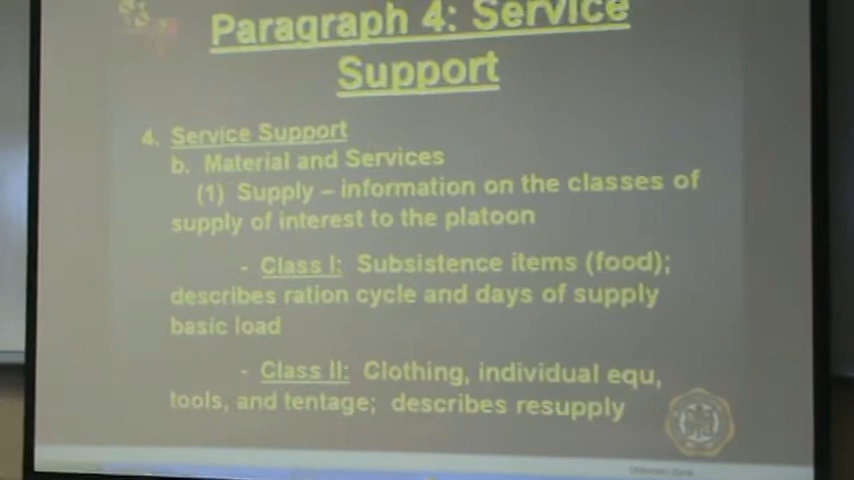 Paragraph 4: Service
Support
4. Service Support
b. Material and Services
(1) Supply – information on the classes of
supply of interest to the platoon
- Class I: Subsistence items (food);
describes ration cycle and days of supply
basic load
- Class II: Clothing, individual equ,
tools, and tentage; describes resupply